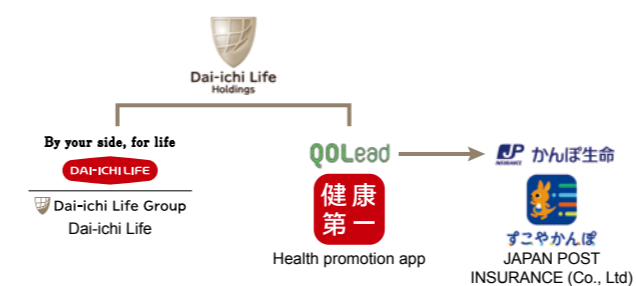 Dai-ichi Life
Holdings
By your side, for life
DAI-ICHI LIFE
Dai-ichi Life Group
Dai-ichi Life
QOLead
健康
第一
Health promotion app
JP かんぽ生命
INSURANCE
すこやかんぽ
JAPAN POST
INSURANCE (Co., Ltd)